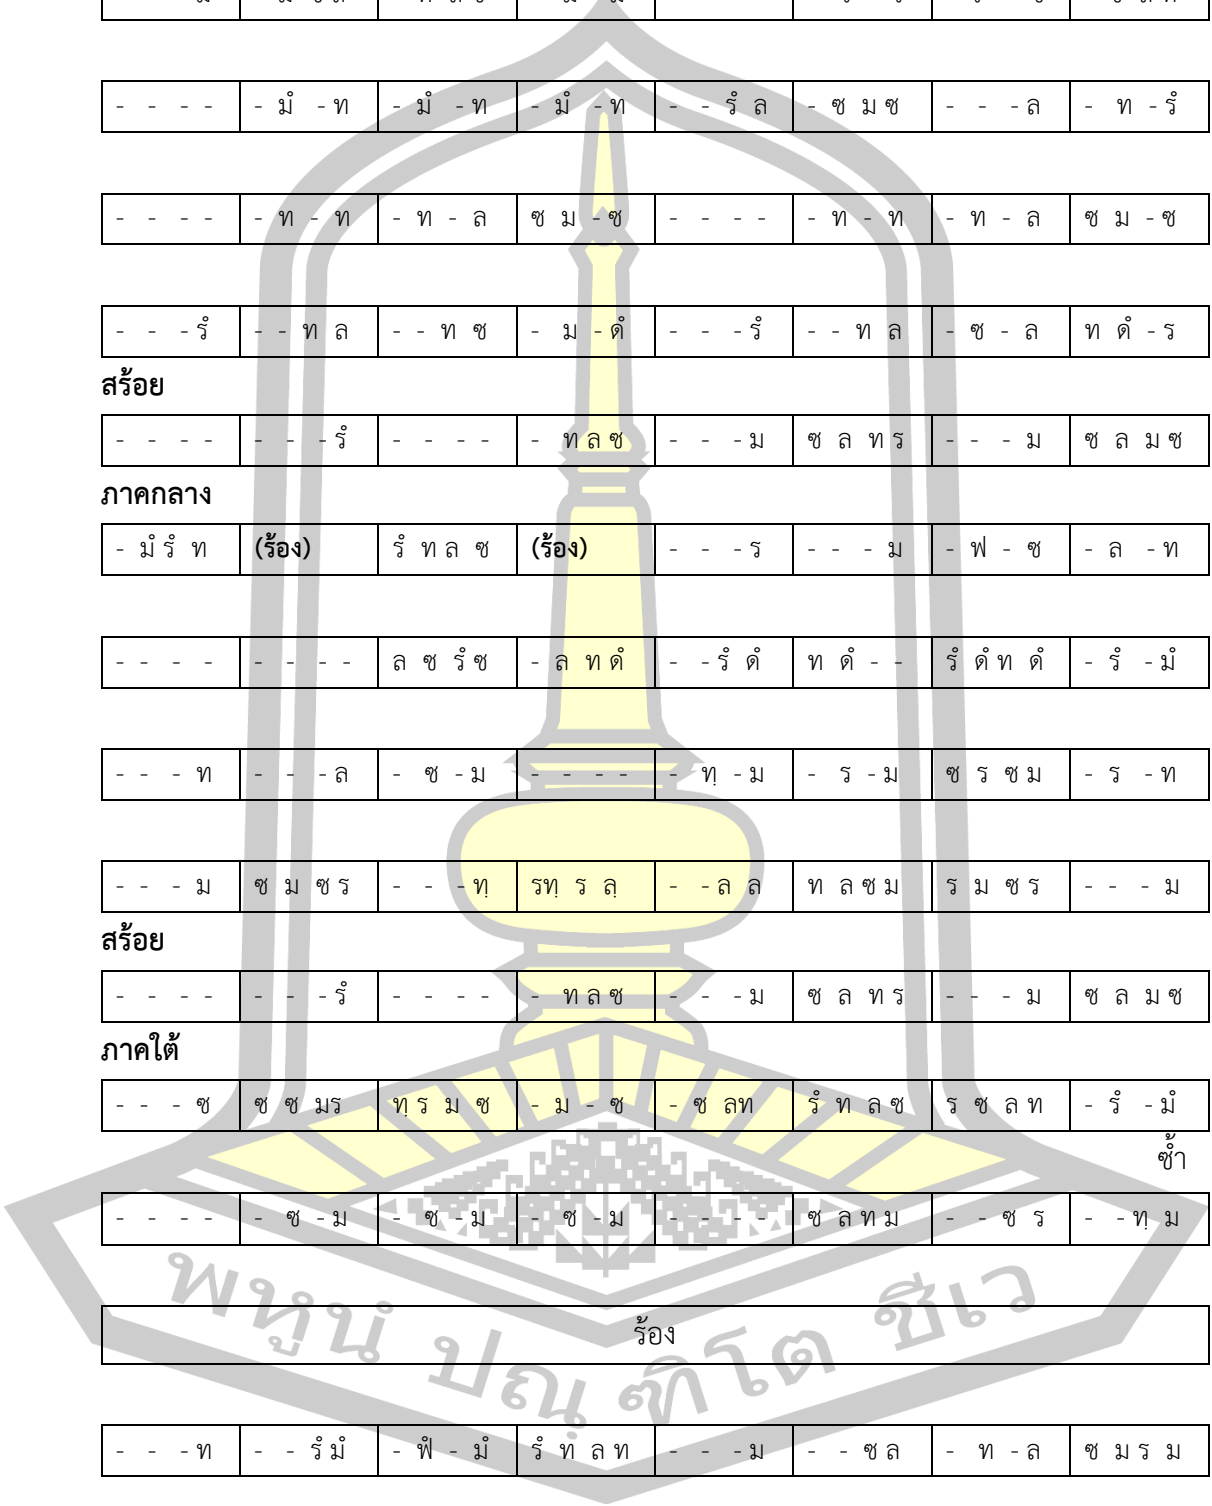 | - - - - | - มํ - ท | - มํ - ท | - มํ - ท | - - รํ ล | - ซ ม ซ | - - - ล | - ท - รํ |
| - - - - | - ท - ท | - ท - ล | ซ ม - ซ | - - - - | - ท - ท | - ท - ล | ซ ม - ซ |
| - - - รํ | - - ท ล | - - ท ซ | - ม - ดํ | - - - รํ | - - ท ล | - ซ - ล | ท ดํ - ร |
สร้อย
| - - - - | - - - รํ | - - - - | - ท ล ซ | - - - ม | ซ ล ท ร | - - - ม | ซ ล ม ซ |
ภาคกลาง
| - มํ รํ ท | (ร้อง) | รํ ท ล ซ | (ร้อง) | - - - ร | - - - ม | - ฟ - ซ | - ล - ท |
| - - - - | - - - - | ล ซ รํ ซ | - ล ท ดํ | - - รํ ดํ | ท ดํ - - | รํ ดํ ท ดํ | - รํ - มํ |
| - - - ท | - - - ล | - ซ - ม | - - - - | - ทฺ - ม | - ร - ม | ซ ร ซ ม | - ร - ท |
| - - - ม | ซ ม ซ ร | - - - ทฺ | ร ทฺ ร ลฺ | - - ล ล | ท ล ซ ม | ร ม ซ ร | - - - ม |
สร้อย
| - - - - | - - - รํ | - - - - | - ท ล ซ | - - - ม | ซ ล ท ร | - - - ม | ซ ล ม ซ |
ภาคใต้
| - - - ซ | ซ ซ ม ร | ทฺ ร ม ซ | - ม - ซ | - ซ ล ท | รํ ท ล ซ | ร ซ ล ท | - รํ - มํ |
ซ้ำ
| - - - - | - ซ - ม | - ซ - ม | - ซ - ม | - - - - | ซ ล ท ม | - - ซ ร | - - ทฺ ม |
ร้อง
| - - - ท | - - รํ มํ | - ฟํ - มํ | รํ ท ล ท | - - - ม | - - ซ ล | - ท - ล | ซ ม ร ม |
พหูนํ ปณฺฑิโต ชีเว